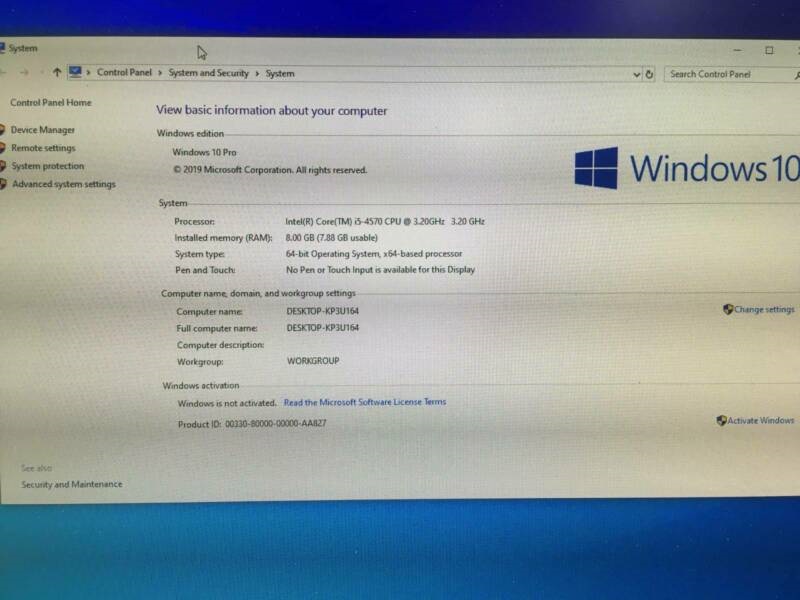 System
Control Panel > System and Security > System
Search Control Panel
Control Panel Home
Device Manager
Remote settings
System protection
Advanced system settings
View basic information about your computer
Windows edition
Windows 10 Pro
© 2019 Microsoft Corporation. All rights reserved.
Windows 10
System
Processor: Intel(R) Core(TM) i5-4570 CPU @ 3.20GHz 3.20 GHz
Installed memory (RAM): 8.00 GB (7.88 GB usable)
System type: 64-bit Operating System, x64-based processor
Pen and Touch: No Pen or Touch Input is available for this Display
Computer name, domain, and workgroup settings
Computer name: DESKTOP-KP3U164
Change settings
Full computer name: DESKTOP-KP3U164
Computer description:
Workgroup: WORKGROUP
Windows activation
Windows is not activated. Read the Microsoft Software License Terms
Product ID: 00330-80000-00000-AA827
Activate Windows
See also
Security and Maintenance